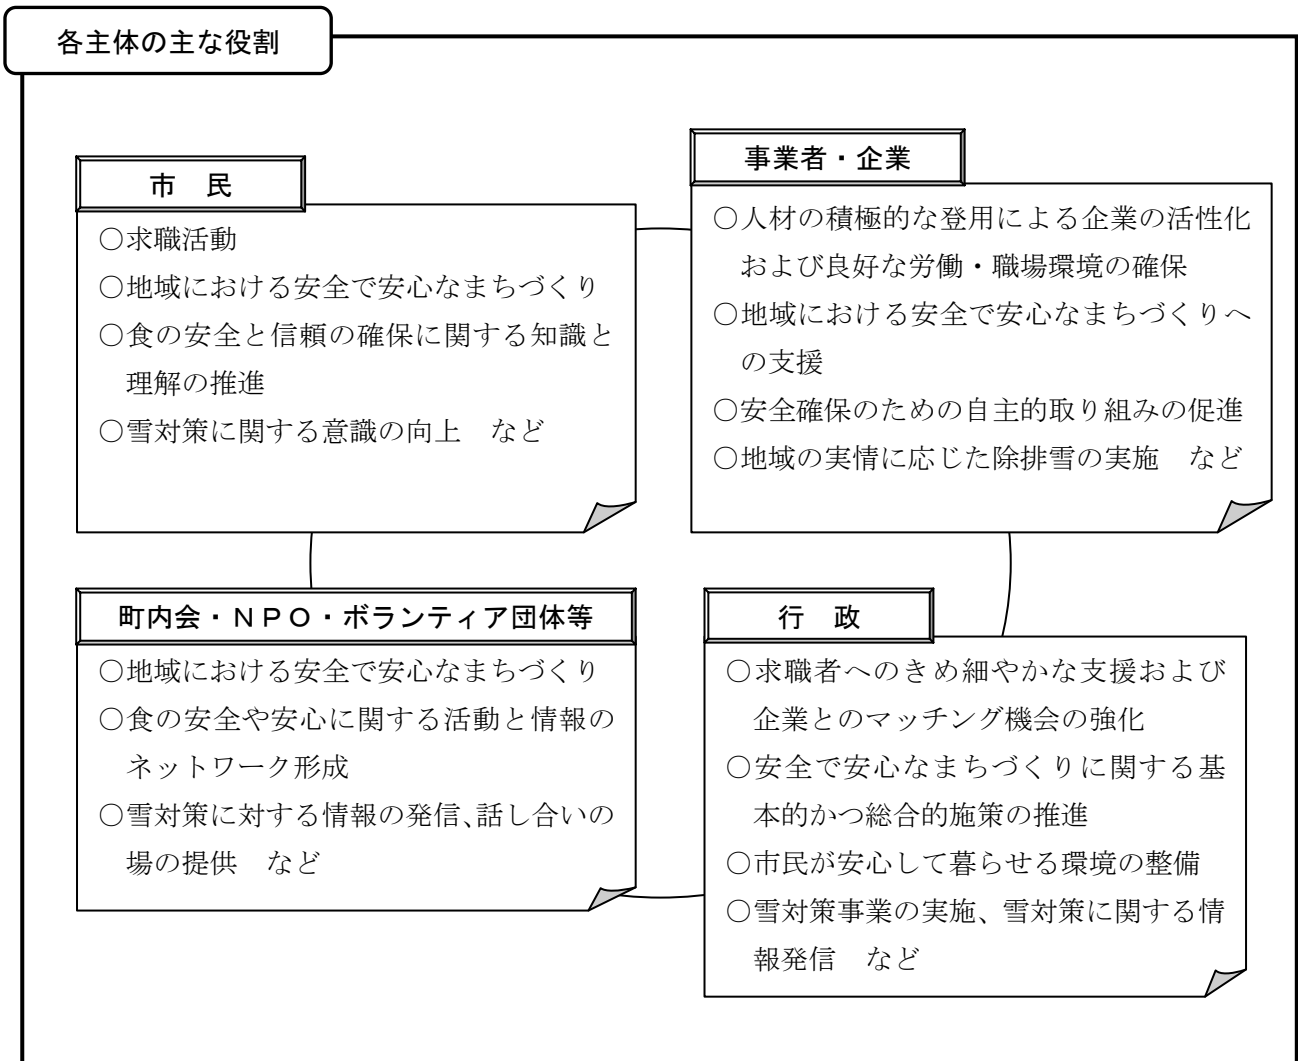 各主体の主な役割
市　民
○求職活動
○地域における安全で安心なまちづくり
○食の安全と信頼の確保に関する知識と
理解の推進
○雪対策に関する意識の向上　など
事業者・企業
○人材の積極的な登用による企業の活性化
および良好な労働・職場環境の確保
○地域における安全で安心なまちづくりへ
の支援
○安全確保のための自主的取り組みの促進
○地域の実情に応じた除排雪の実施　など
町内会・ＮＰＯ・ボランティア団体等
○地域における安全で安心なまちづくり
○食の安全や安心に関する活動と情報の
ネットワーク形成
○雪対策に対する情報の発信、話し合いの
場の提供　など
行　政
○求職者へのきめ細やかな支援および
企業とのマッチング機会の強化
○安全で安心なまちづくりに関する基
本的かつ総合的施策の推進
○市民が安心して暮らせる環境の整備
○雪対策事業の実施、雪対策に関する情
報発信　など